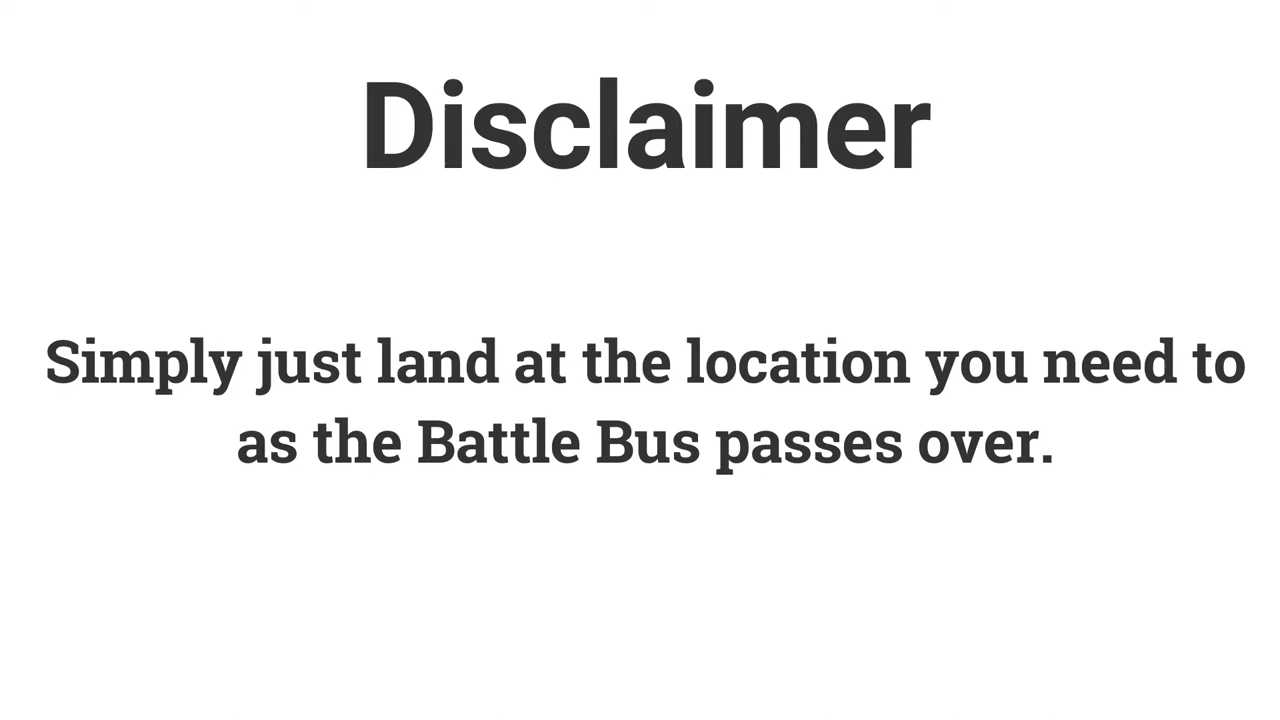 Disclaimer
Simply just land at the location you need to
as the Battle Bus passes over.